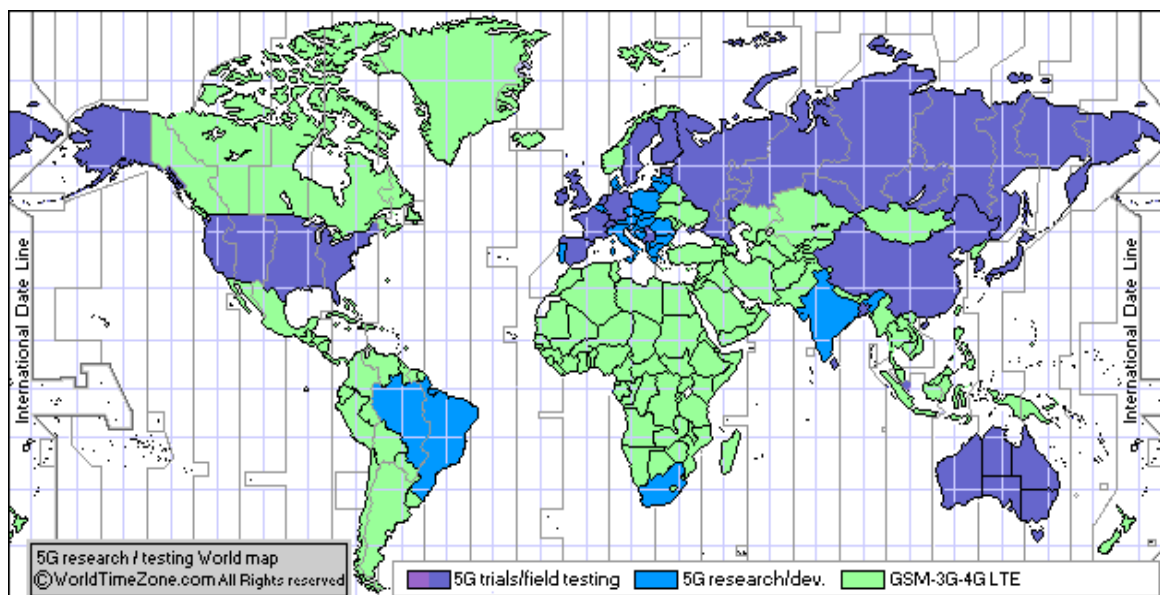 International Date Line
International Date Line
5G research / testing World map
©WorldTimeZone.com All Rights reserved
5G trials/field testing
5G research/dev.
GSM-3G-4G LTE